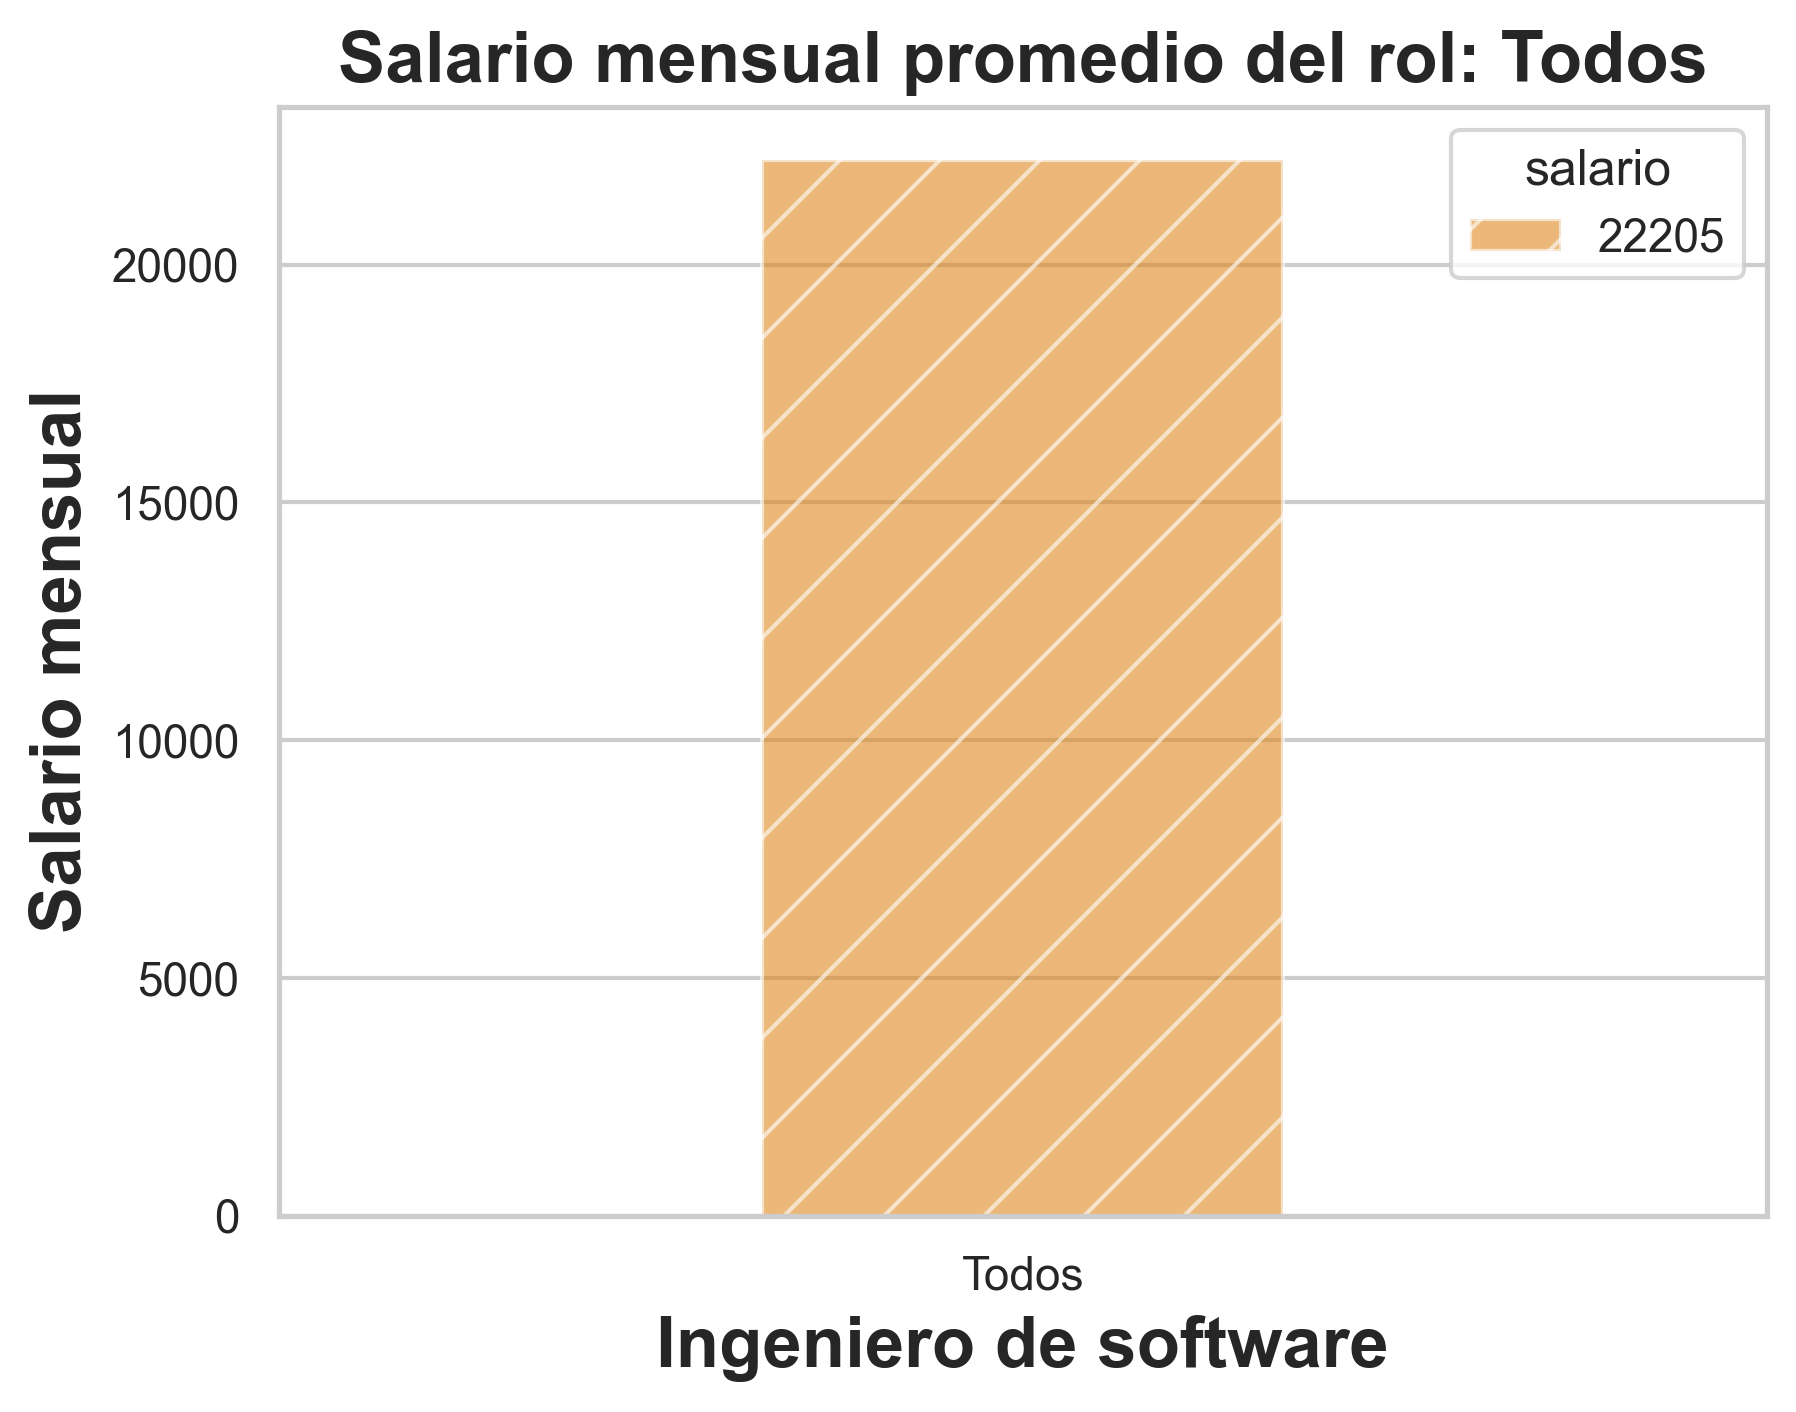 Salario mensual promedio del rol: Todos
salario
22205
20000
15000
10000
5000
0
Salario mensual
Todos
Ingeniero de software